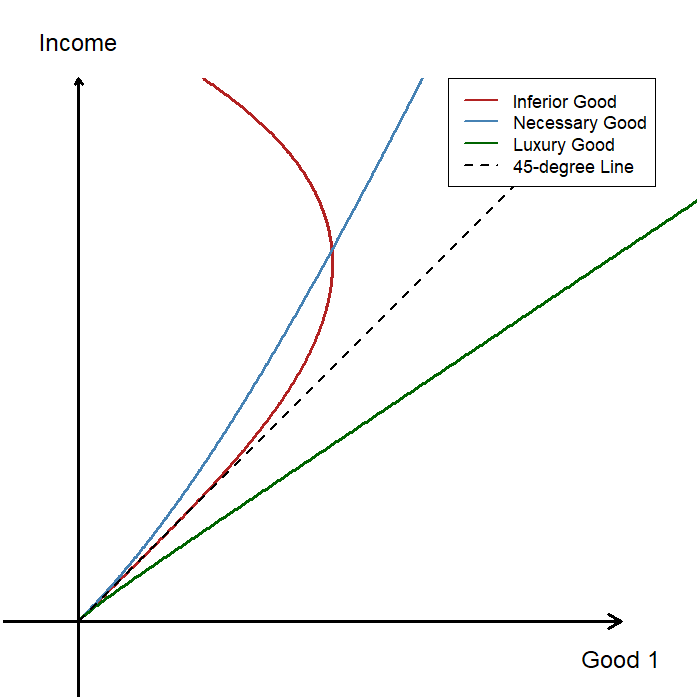 Income
Inferior Good
Necessary Good
Luxury Good
45-degree Line
Good 1